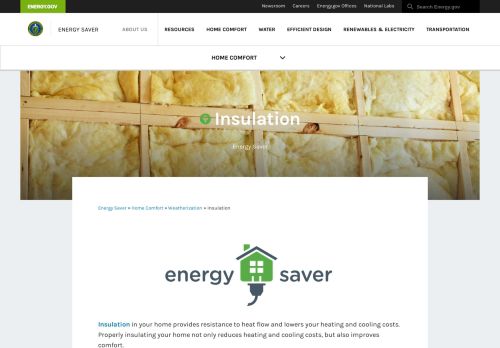 ENERGY.GOV
Newsroom Careers Energy.gov Offices National Labs Search Energy.gov
ENERGY SAVER ABOUT US RESOURCES HOME COMFORT WATER EFFICIENT DESIGN RENEWABLES & ELECTRICITY TRANSPORTATION
HOME COMFORT
Insulation
Energy Saver
Energy Saver » Home Comfort » Weatherization » Insulation
energy saver
Insulation in your home provides resistance to heat flow and lowers your heating and cooling costs.
Properly insulating your home not only reduces heating and cooling costs, but also improves
comfort.